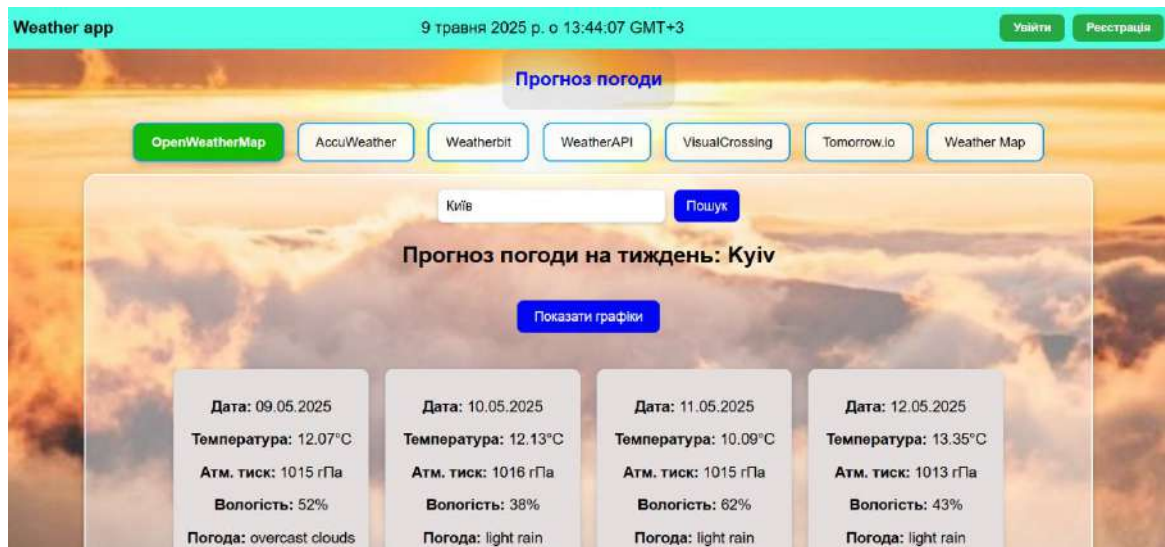 Weather app 9 травня 2025 р. о 13:44:07 GMT+3 Увійти Реєстрація
Прогноз погоди
OpenWeatherMap AccuWeather Weatherbit WeatherAPI VisualCrossing Tomorrow.io Weather Map
Київ Пошук
Прогноз погоди на тиждень: Kyiv
Показати графіки
Дата: 09.05.2025 Дата: 10.05.2025 Дата: 11.05.2025 Дата: 12.05.2025
Температура: 12.07°C Температура: 12.13°C Температура: 10.09°C Температура: 13.35°C
Атм. тиск: 1015 гПа Атм. тиск: 1016 гПа Атм. тиск: 1015 гПа Атм. тиск: 1013 гПа
Вологість: 52% Вологість: 38% Вологість: 62% Вологість: 43%
Погода: overcast clouds Погода: light rain Погода: light rain Погода: light rain